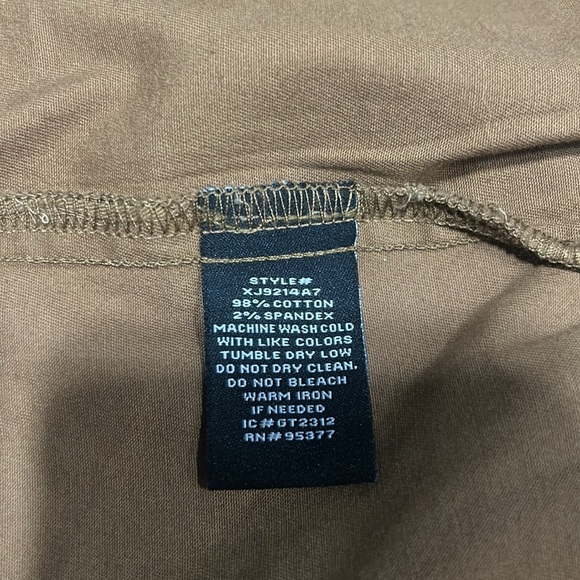 STYLE#
XJ9214A7
98% COTTON
2% SPANDEX
MACHINE WASH COLD
WITH LIKE COLORS
TUMBLE DRY LOW
DO NOT DRY CLEAN.
DO NOT BLEACH
WARM IRON
IF NEEDED
IC#GT2312
RN#95377